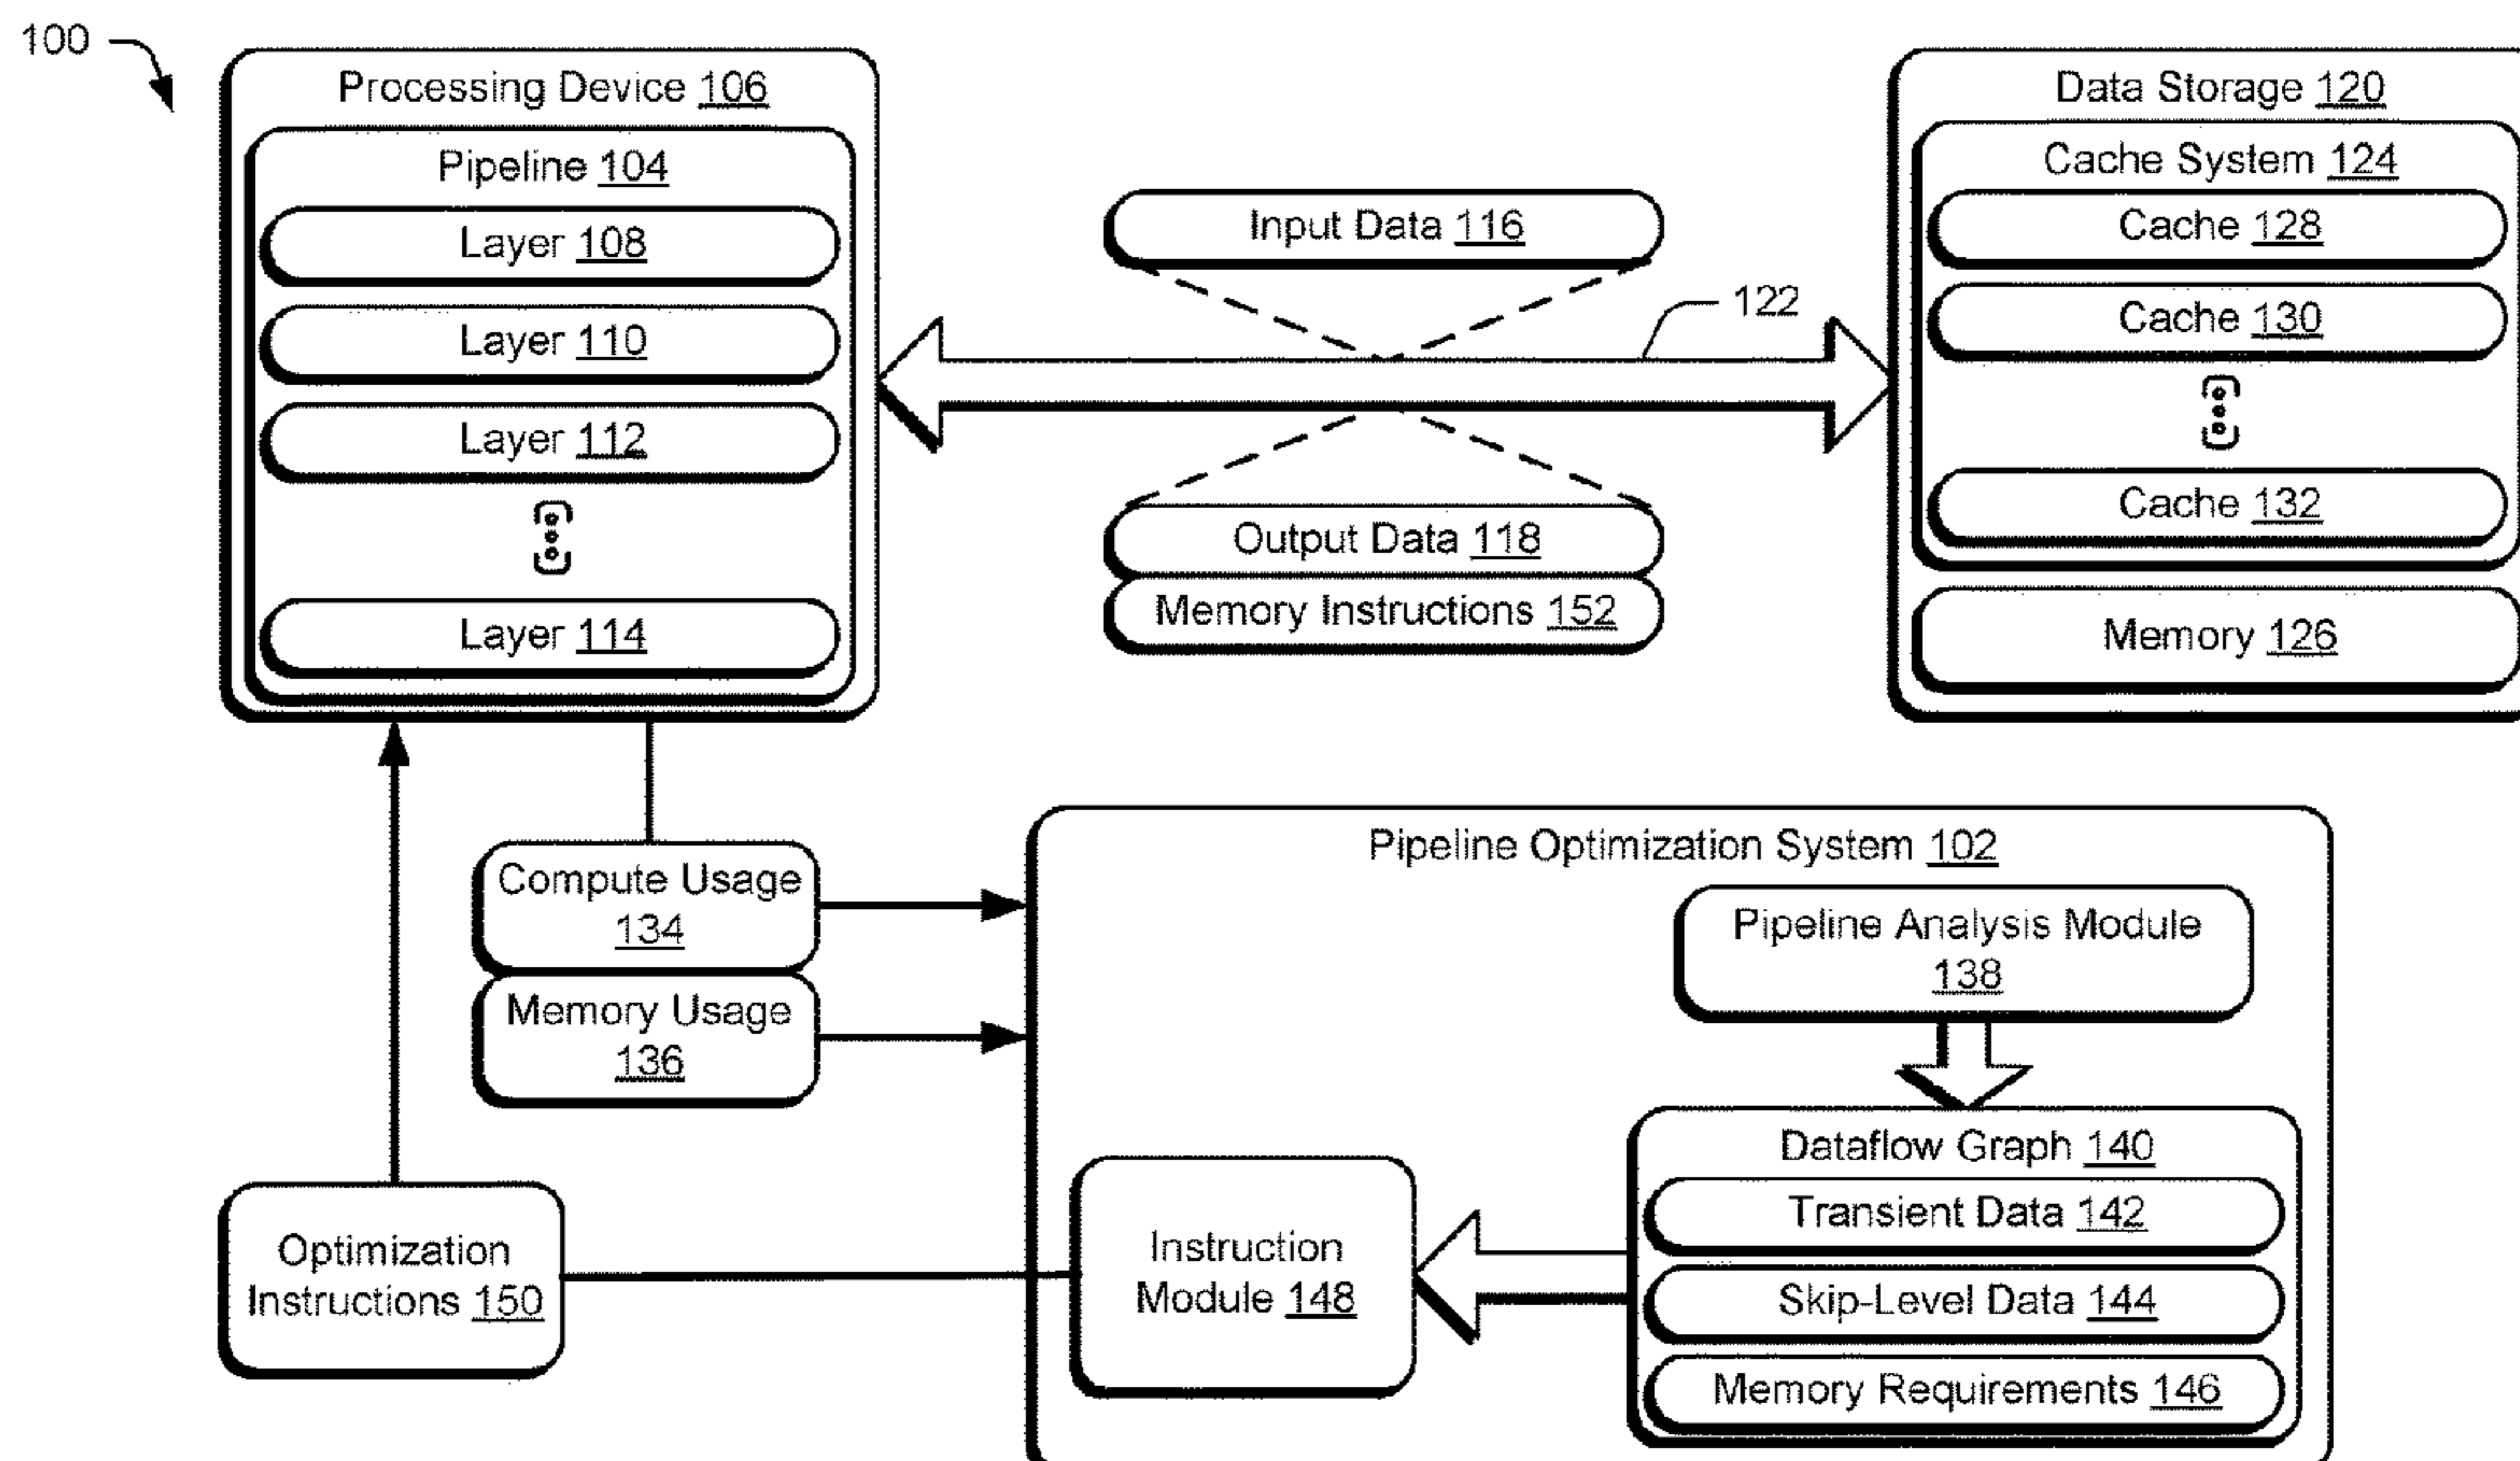 100
Processing Device 106
Pipeline 104
Layer 108
Layer 110
Layer 112
Layer 114
Input Data 116
122
Output Data 118
Memory Instructions 152
Data Storage 120
Cache System 124
Cache 128
Cache 130
Cache 132
Memory 126
Compute Usage
134
Memory Usage
136
Optimization
Instructions 150
Pipeline Optimization System 102
Pipeline Analysis Module
138
Dataflow Graph 140
Transient Data 142
Skip-Level Data 144
Memory Requirements 146
Instruction
Module 148